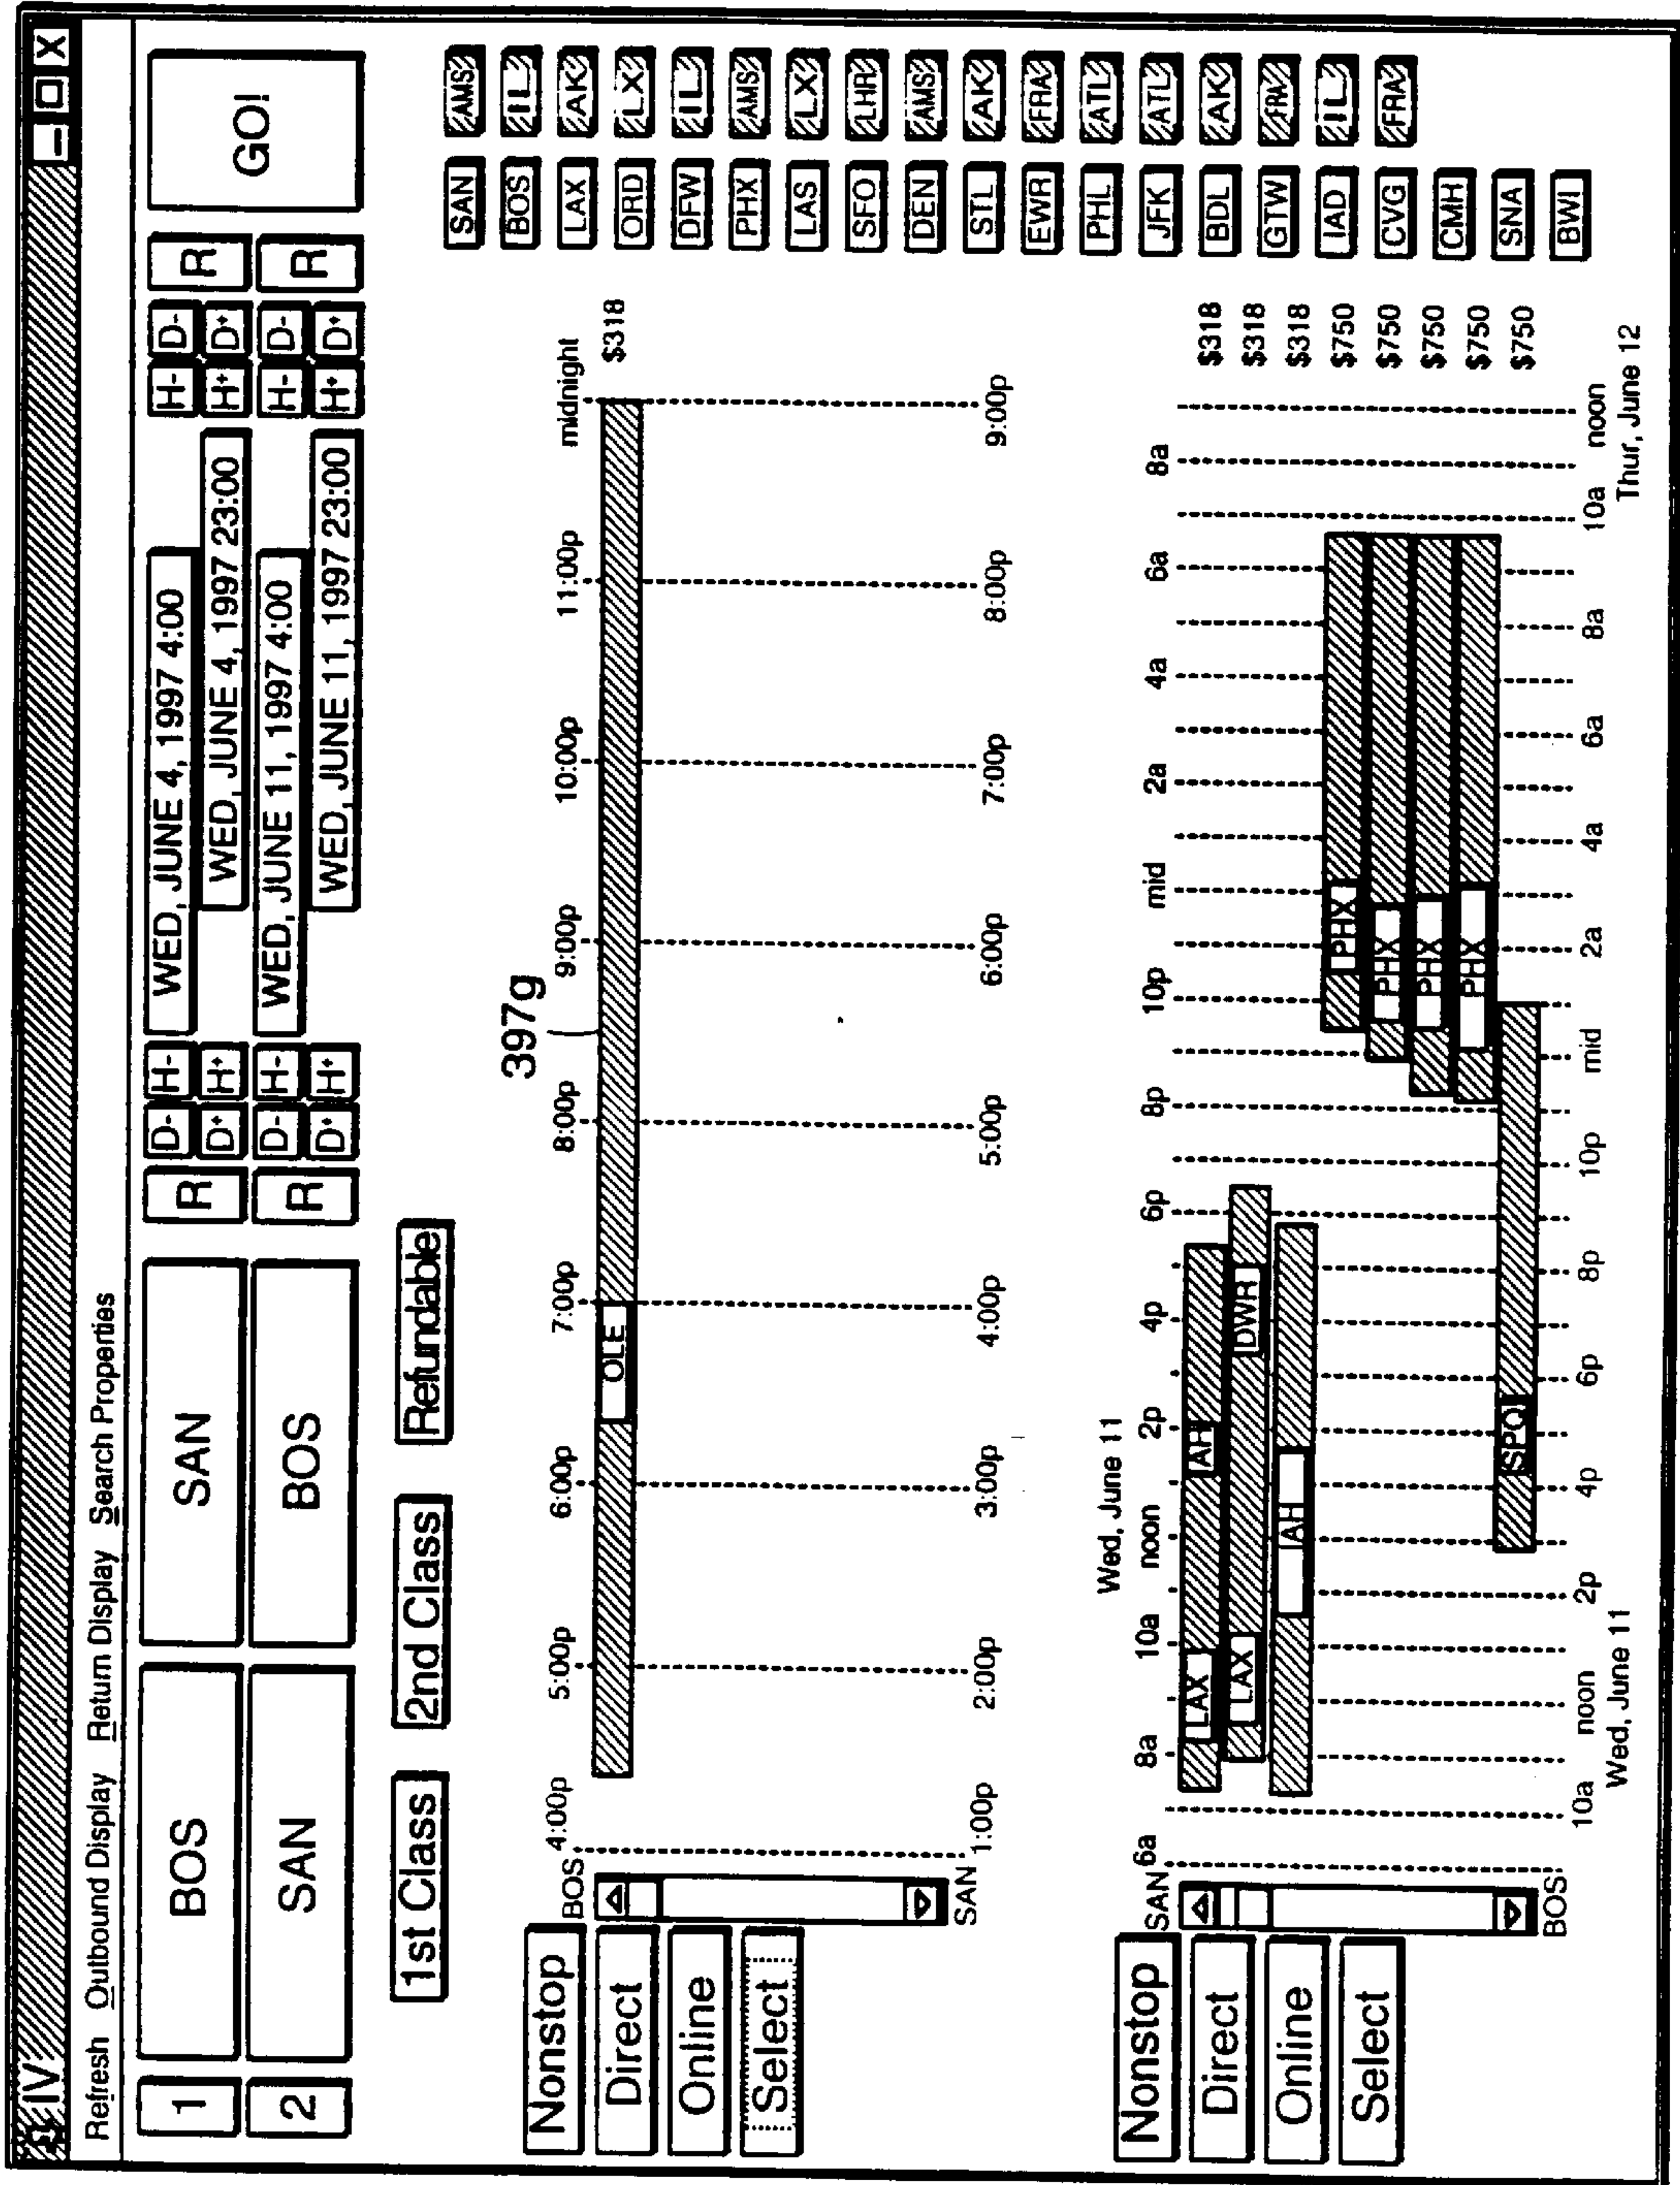 IV
Refresh Outbound Display Return Display Search Properties
1 BOS SAN R D- H- WED, JUNE 4, 1997 4:00 H- D- R GO!
D+ H+ WED, JUNE 4, 1997 23:00 H+ D+
2 SAN BOS R D- H- WED, JUNE 11, 1997 4:00 H- D- R
D+ H+ WED, JUNE 11, 1997 23:00 H+ D+
1st Class 2nd Class Refundable
397g
Nonstop
Direct
Online
Select
BOS 4:00p 5:00p 6:00p 7:00p 8:00p 9:00p 10:00p 11:00p midnight
OLE $318
SAN 1:00p 2:00p 3:00p 4:00p 5:00p 6:00p 7:00p 8:00p 9:00p
Wed, June 11
Nonstop
Direct
Online
Select
SAN 6a 8a 10a noon 2p 4p 6p 8p 10p mid 2a 4a 6a 8a
LAX IAH $318
LAX DWR $318
IAH $318
PHX $750
PHX $750
PHX $750
PHX $750
SPQ $750
BOS 10a noon 2p 4p 6p 8p 10p mid 2a 4a 6a 8a 10a noon
Wed, June 11 Thur, June 12
SAN AMS
BOS IL
LAX AK
ORD LX
DFW IL
PHX AMS
LAS LX
SFO LHR
DEN AMS
STL AK
EWR FRA
PHL ATL
JFK ATL
BDL AK
GTW FRA
IAD IL
CVG FRA
CMH
SNA
BWI